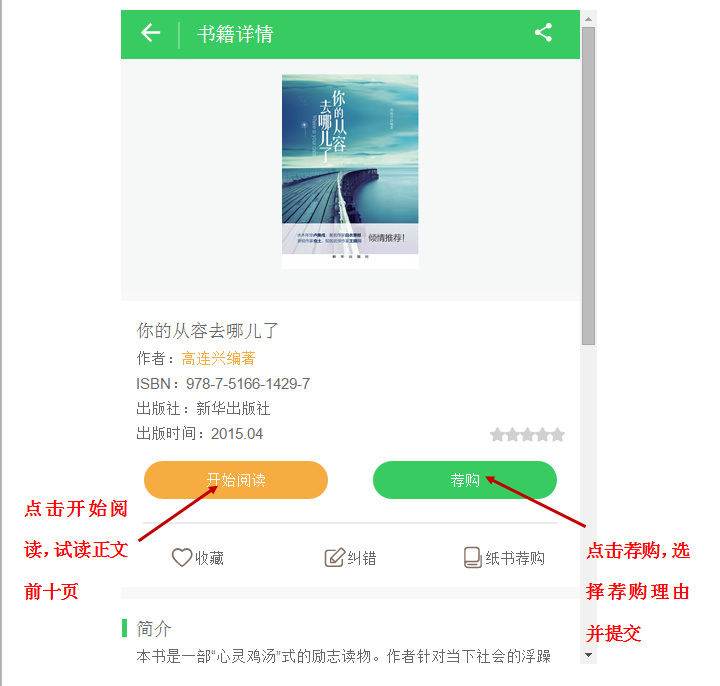 书籍详情
你的从容
去哪儿了
倾情推荐！
新华出版社
你的从容去哪儿了
作者：高连兴编著
ISBN：978-7-5166-1429-7
出版社：新华出版社
出版时间：2015.04
开始阅读
荐购
点击开始阅
读，试读正文
前十页
收藏
纠错
纸书荐购
点击荐购，选
择荐购理由
并提交
简介
本书是一部“心灵鸡汤”式的励志读物。作者针对当下社会的浮躁